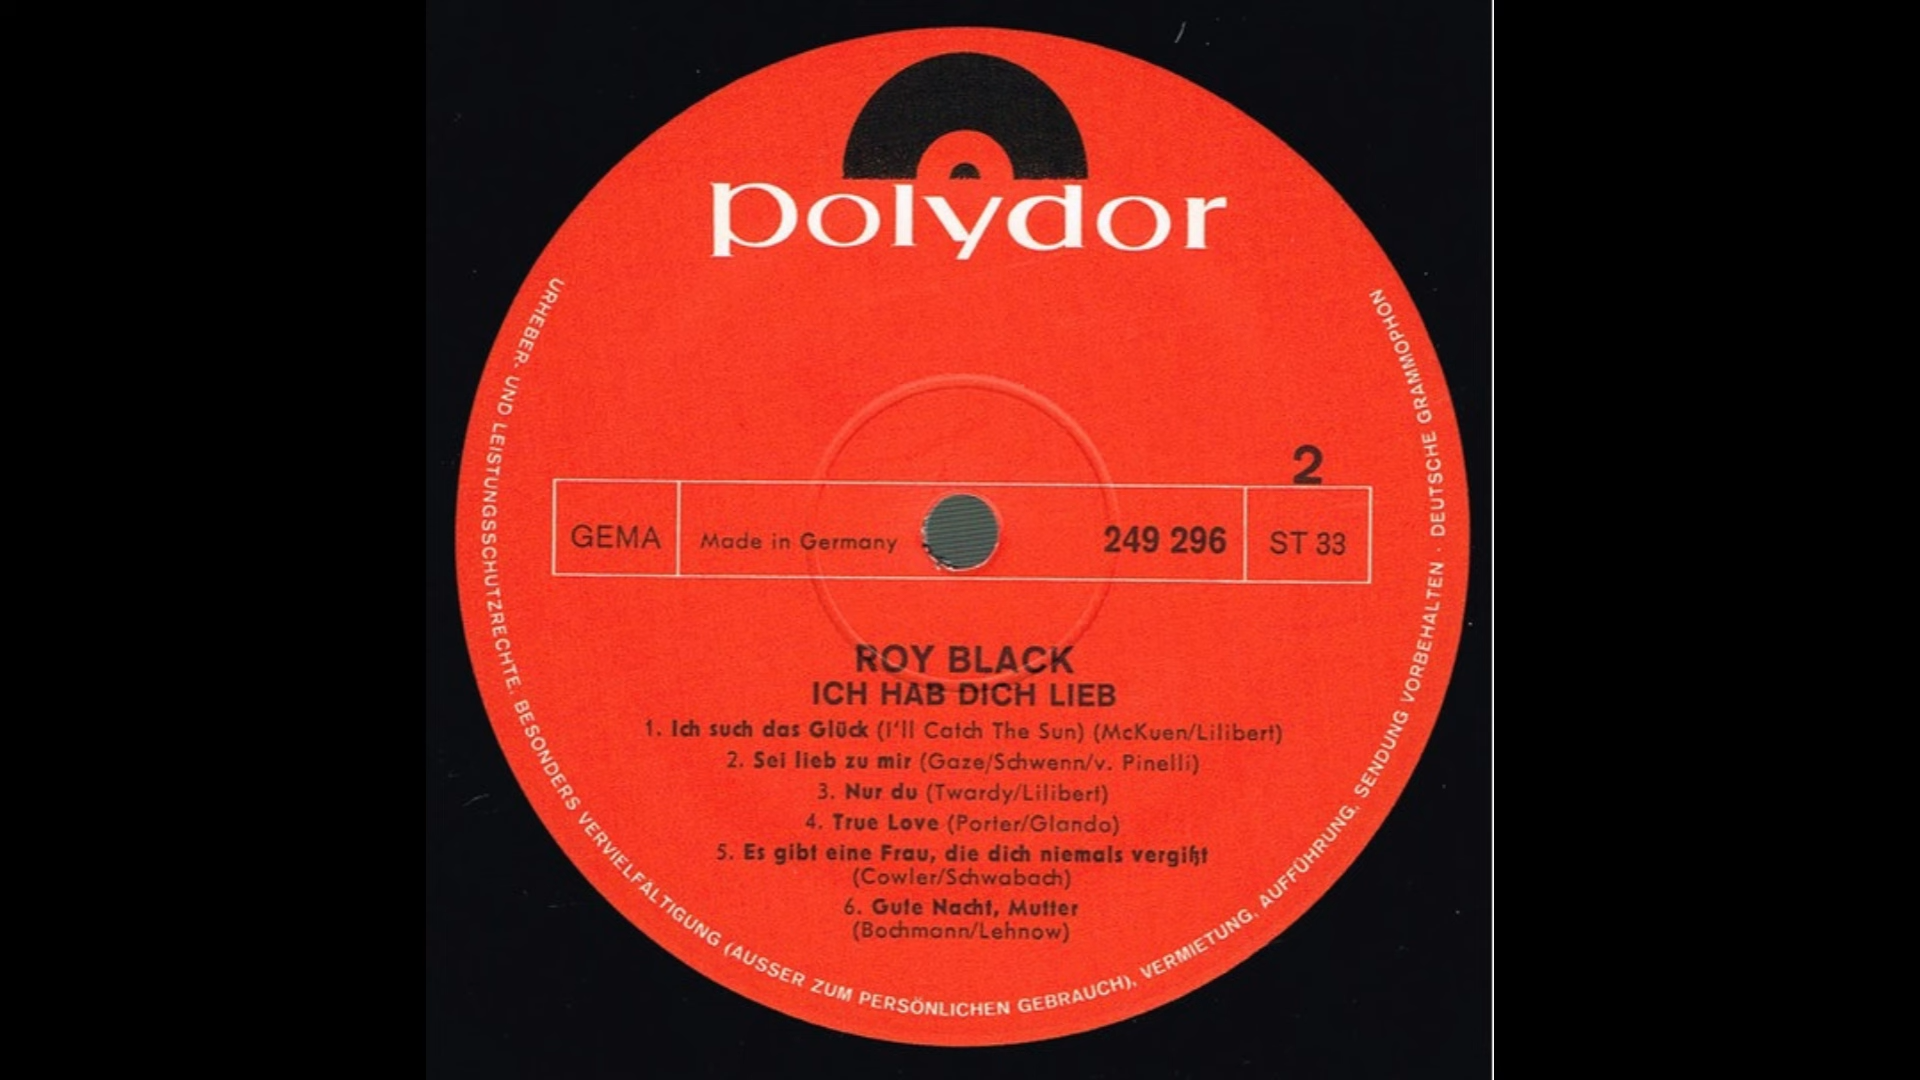 polydor
URHEBER- UND LEISTUNGSSCHUTZRECHTE. BESONDERS VERVIELFÄLTIGUNG (AUSSER ZUM PERSÖNLICHEN GEBRAUCH), VERMIETUNG, AUFFÜHRUNG, SENDUNG VORBEHALTEN · DEUTSCHE GRAMMOPHON
2
GEMA Made in Germany 249 296 ST 33
ROY BLACK
ICH HAB DICH LIEB
1. Ich such das Glück (I'll Catch The Sun) (McKuen/Lilibert)
2. Sei lieb zu mir (Gaze/Schwenn/v. Pinelli)
3. Nur du (Twardy/Lilibert)
4. True Love (Porter/Glando)
5. Es gibt eine Frau, die dich niemals vergißt
(Cowler/Schwabach)
6. Gute Nacht, Mutter
(Bochmann/Lehnow)